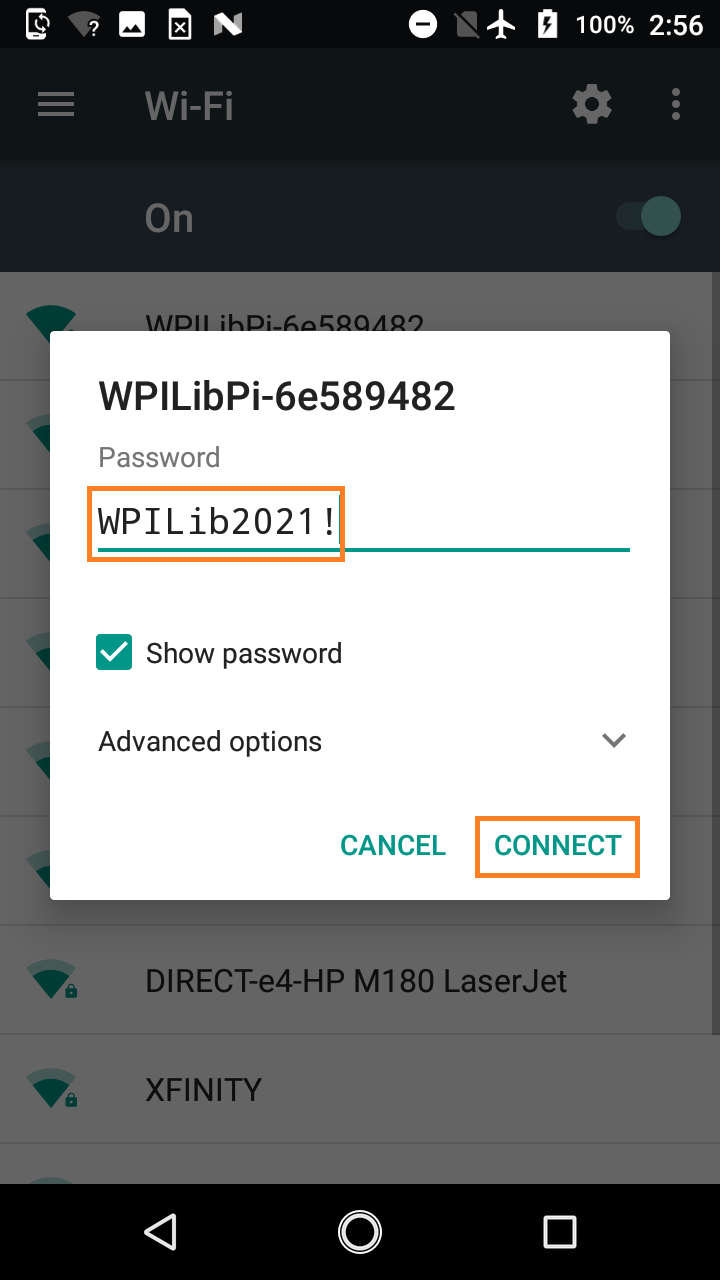 100% 2:56
Wi-Fi
On
WPILibPi-6e589482
WPILibPi-6e589482
Password
WPILib2021!
Show password
Advanced options
CANCEL CONNECT
DIRECT-e4-HP M180 LaserJet
XFINITY